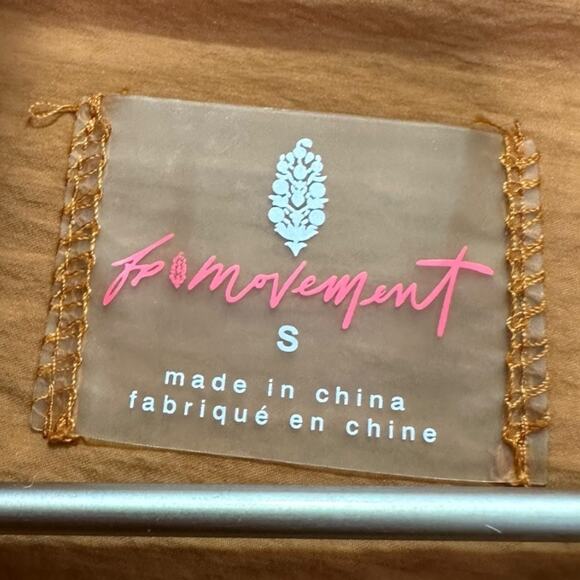 fp movement
S
made in china
fabriqué en chine